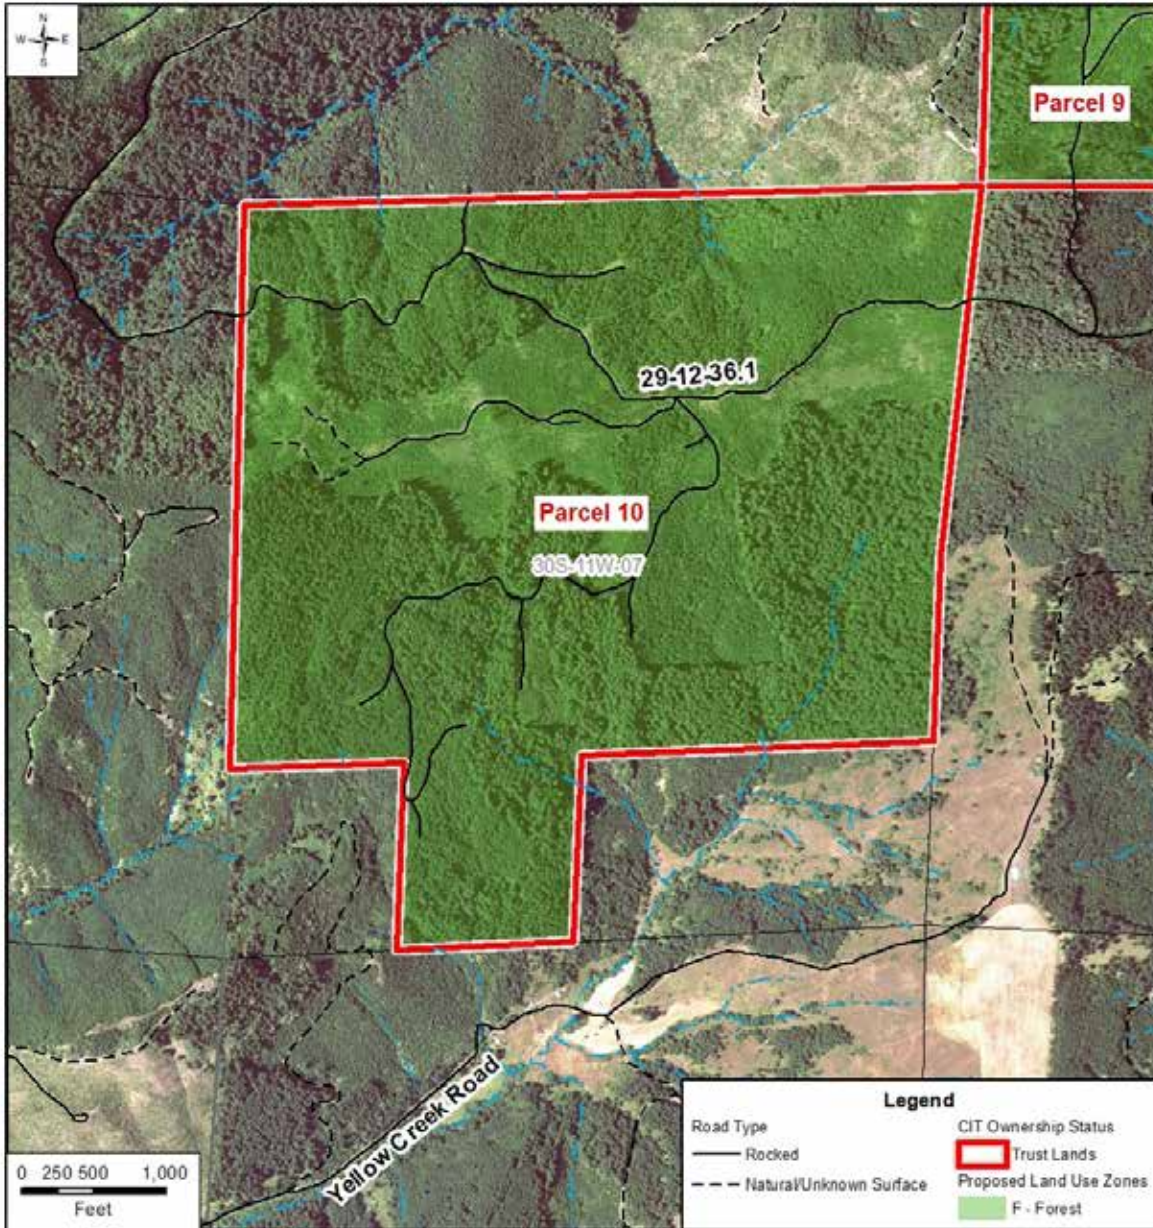 N
W E
S
Parcel 9
29-12-36.1
Parcel 10
30S-11W-07
Yellow Creek Road
0 250 500 1,000
Feet
Legend
Road Type
Rocked
Natural/Unknown Surface
CIT Ownership Status
Trust Lands
Proposed Land Use Zones
F - Forest